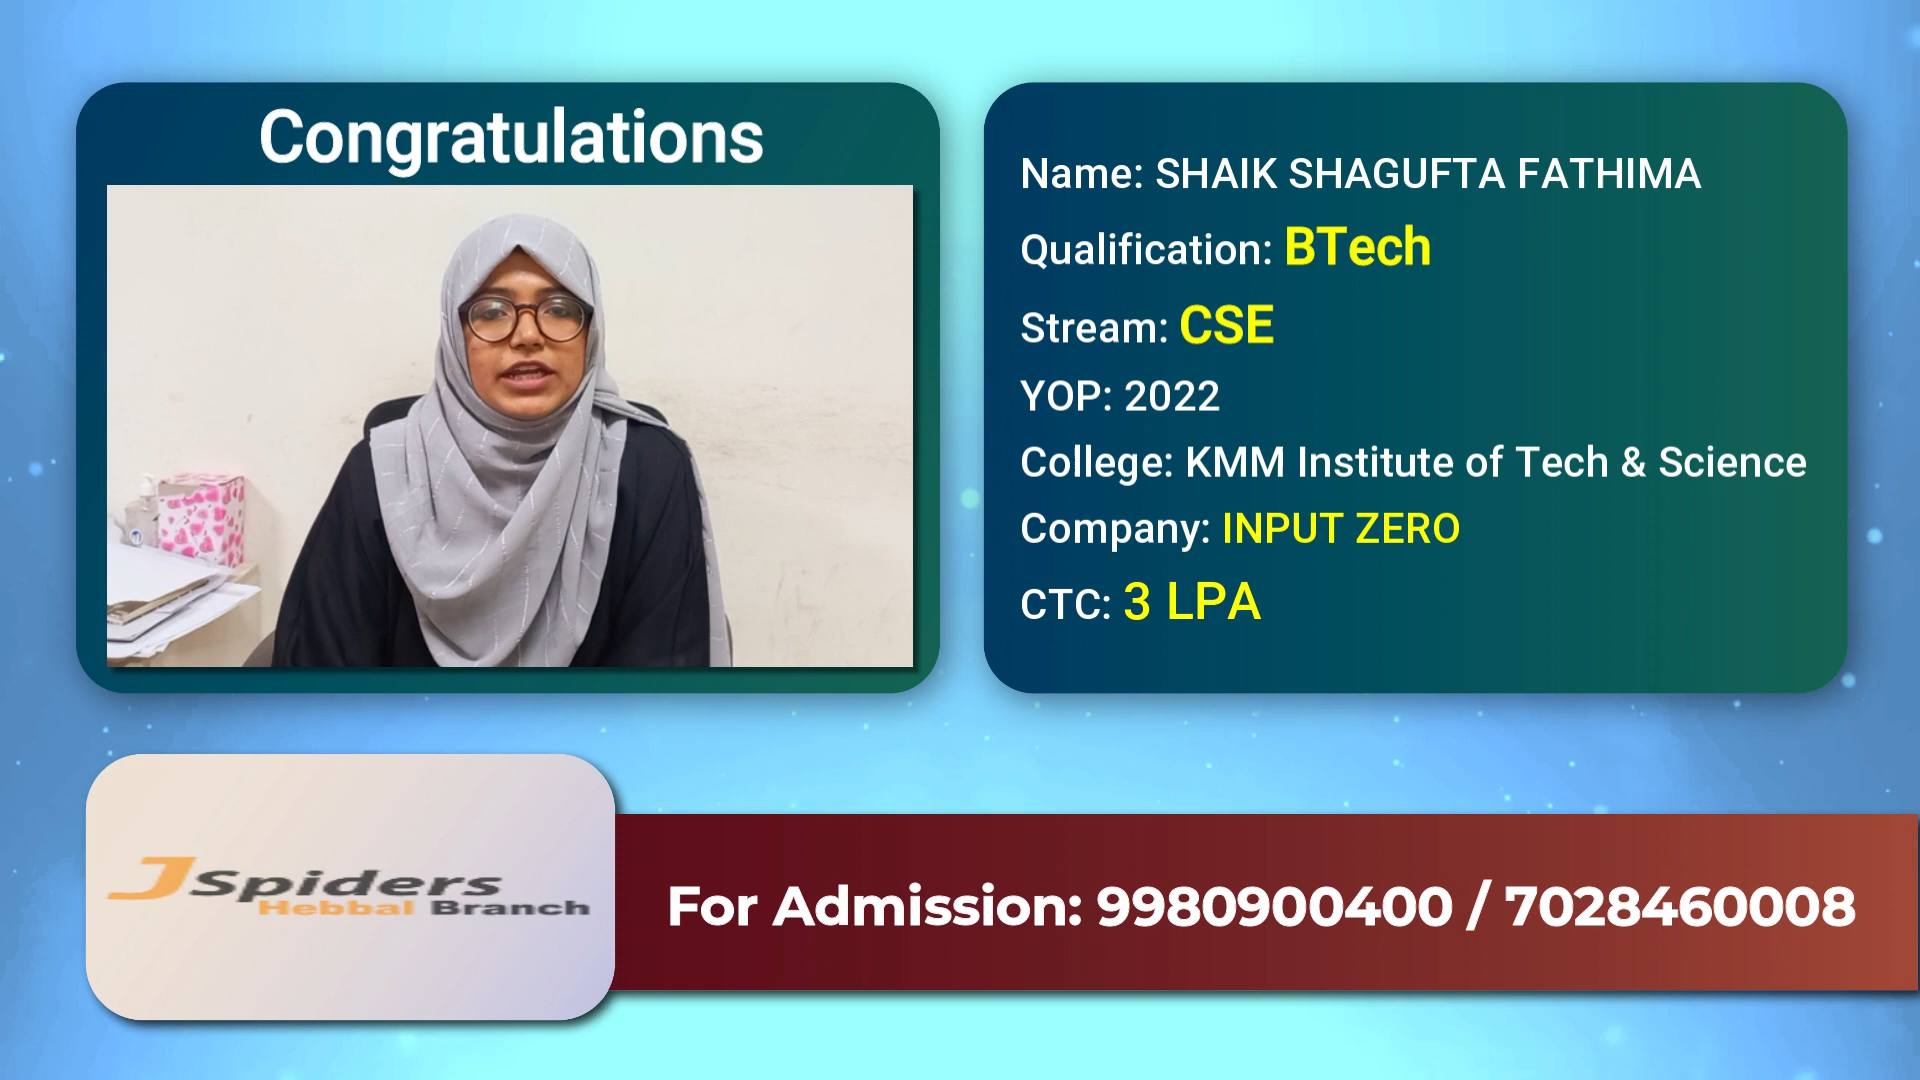 Congratulations
Name: SHAIK SHAGUFTA FATHIMA
Qualification: BTech
Stream: CSE
YOP: 2022
College: KMM Institute of Tech & Science
Company: INPUT ZERO
CTC: 3 LPA
JSpiders
Hebbal Branch
For Admission: 9980900400 / 7028460008